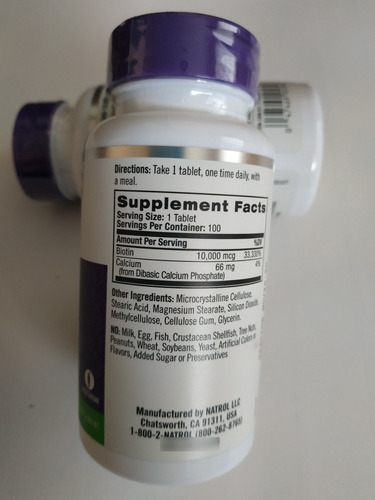 Directions: Take 1 tablet, one time daily, with
a meal.
Supplement Facts
Serving Size: 1 Tablet
Servings Per Container: 100
Amount Per Serving %DV
Biotin 10,000 mcg 33,333%
Calcium 66 mg 4%
(from Dibasic Calcium Phosphate)
Other Ingredients: Microcrystalline Cellulose,
Stearic Acid, Magnesium Stearate, Silicon Dioxide,
Methylcellulose, Cellulose Gum, Glycerin.
NO: Milk, Egg, Fish, Crustacean Shellfish, Tree Nuts,
Peanuts, Wheat, Soybeans, Yeast, Artificial Colors or
Flavors, Added Sugar or Preservatives
Manufactured by NATROL LLC
Chatsworth, CA 91311, USA
1-800-2-NATROL (800-262-8765)